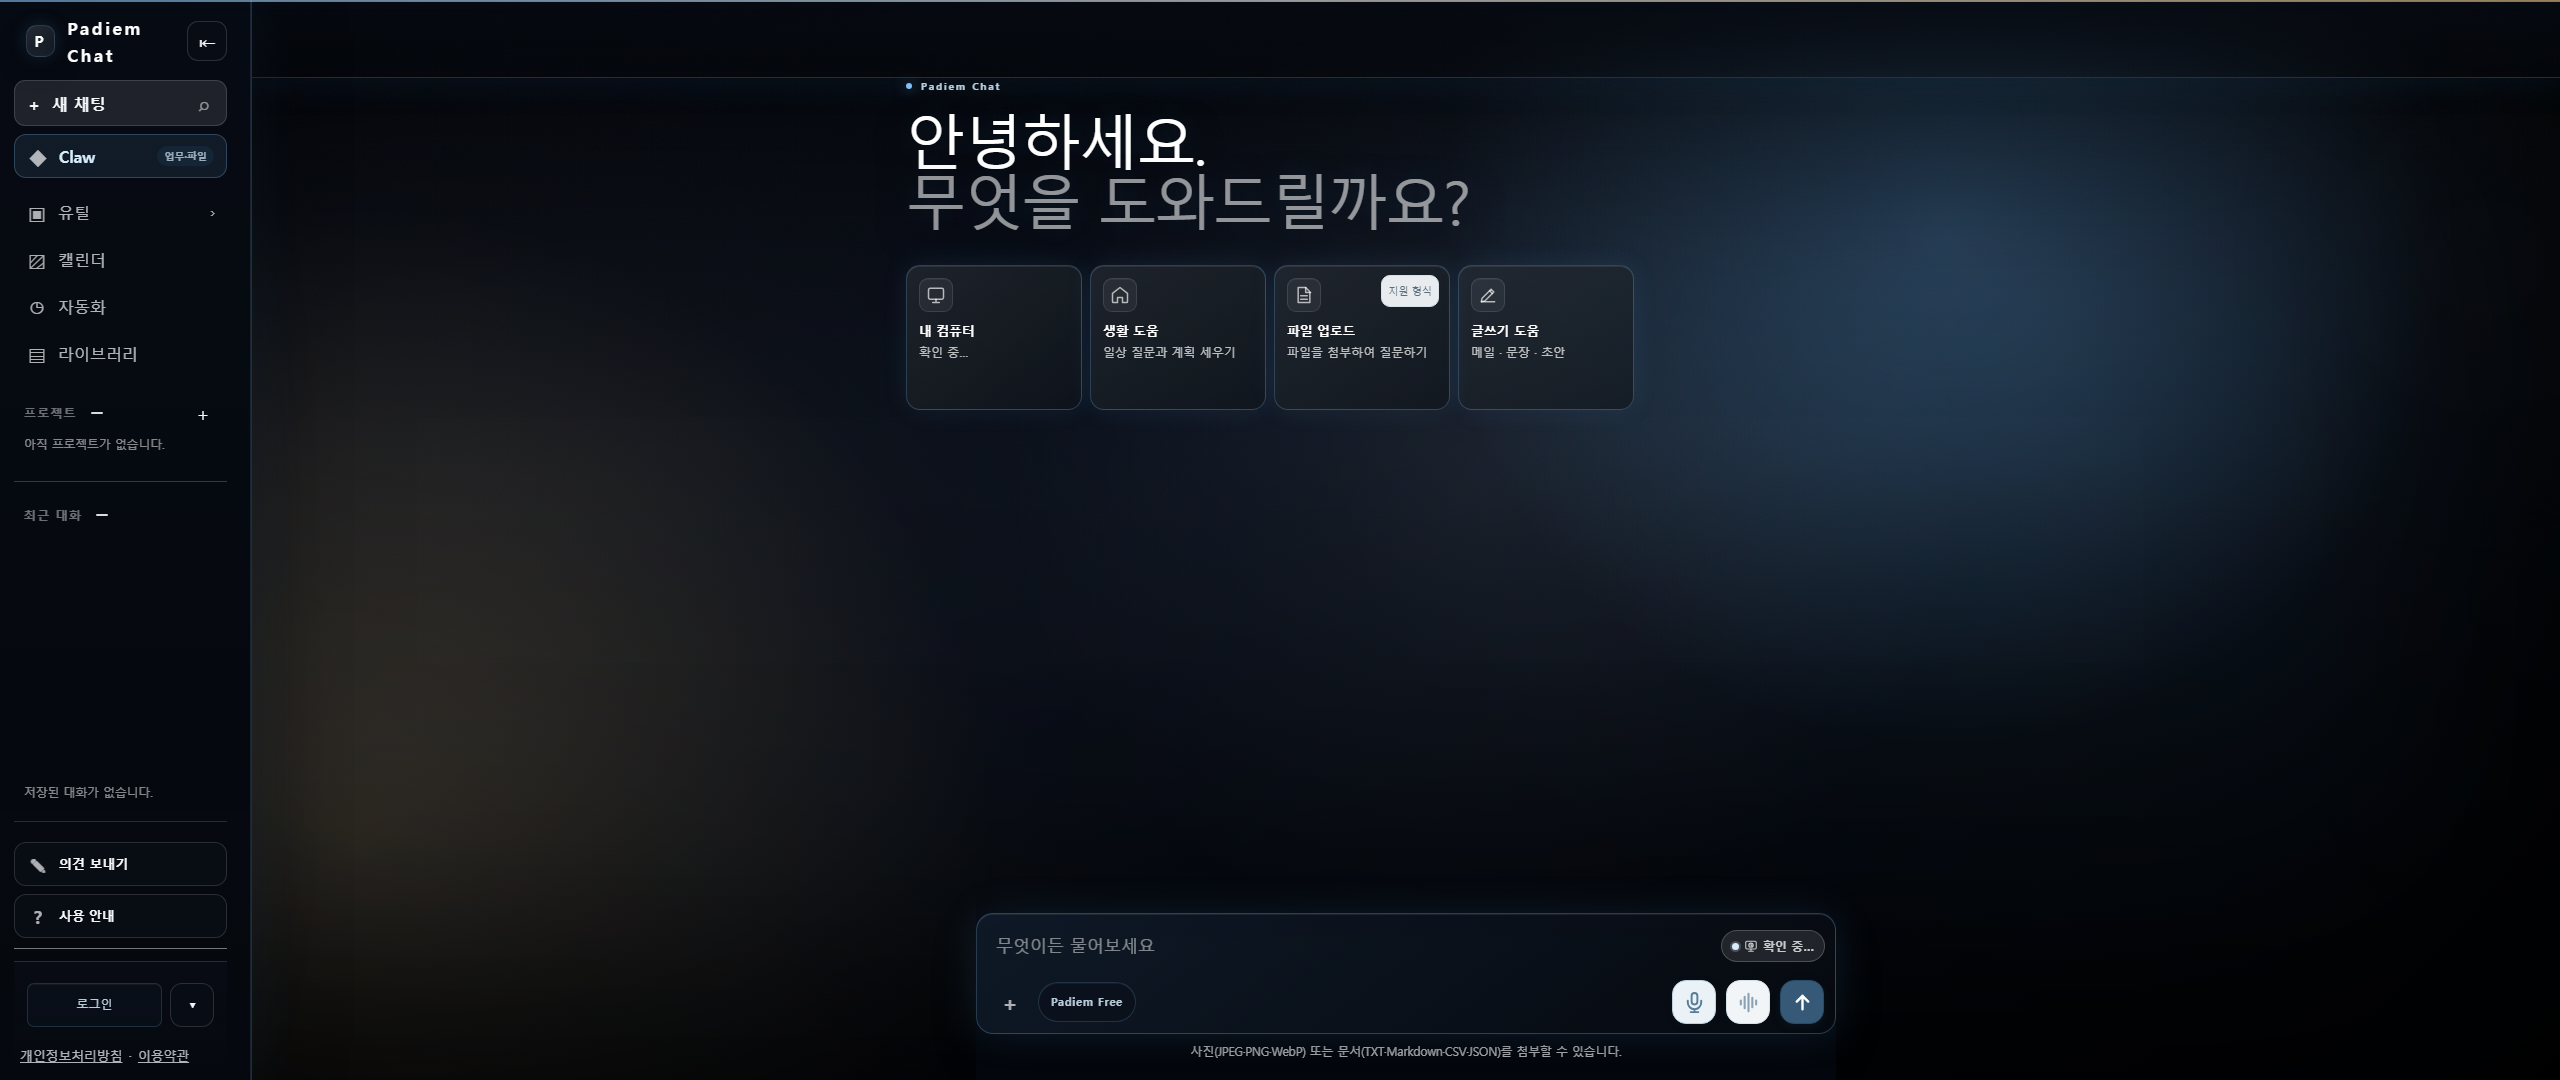 P
Padiem
Chat
+ 새 채팅
Claw
업무·파일
유틸
캘린더
자동화
라이브러리
프로젝트
아직 프로젝트가 없습니다.
최근 대화
저장된 대화가 없습니다.
의견 보내기
? 사용 안내
로그인
개인정보처리방침 · 이용약관
Padiem Chat
안녕하세요.
무엇을 도와드릴까요?
내 컴퓨터
확인 중...
생활 도움
일상 질문과 계획 세우기
지원 형식
파일 업로드
파일을 첨부하여 질문하기
글쓰기 도움
메일 · 문장 · 초안
무엇이든 물어보세요
확인 중...
+ Padiem Free
사진(JPEG·PNG·WebP) 또는 문서(TXT·Markdown·CSV·JSON)를 첨부할 수 있습니다.